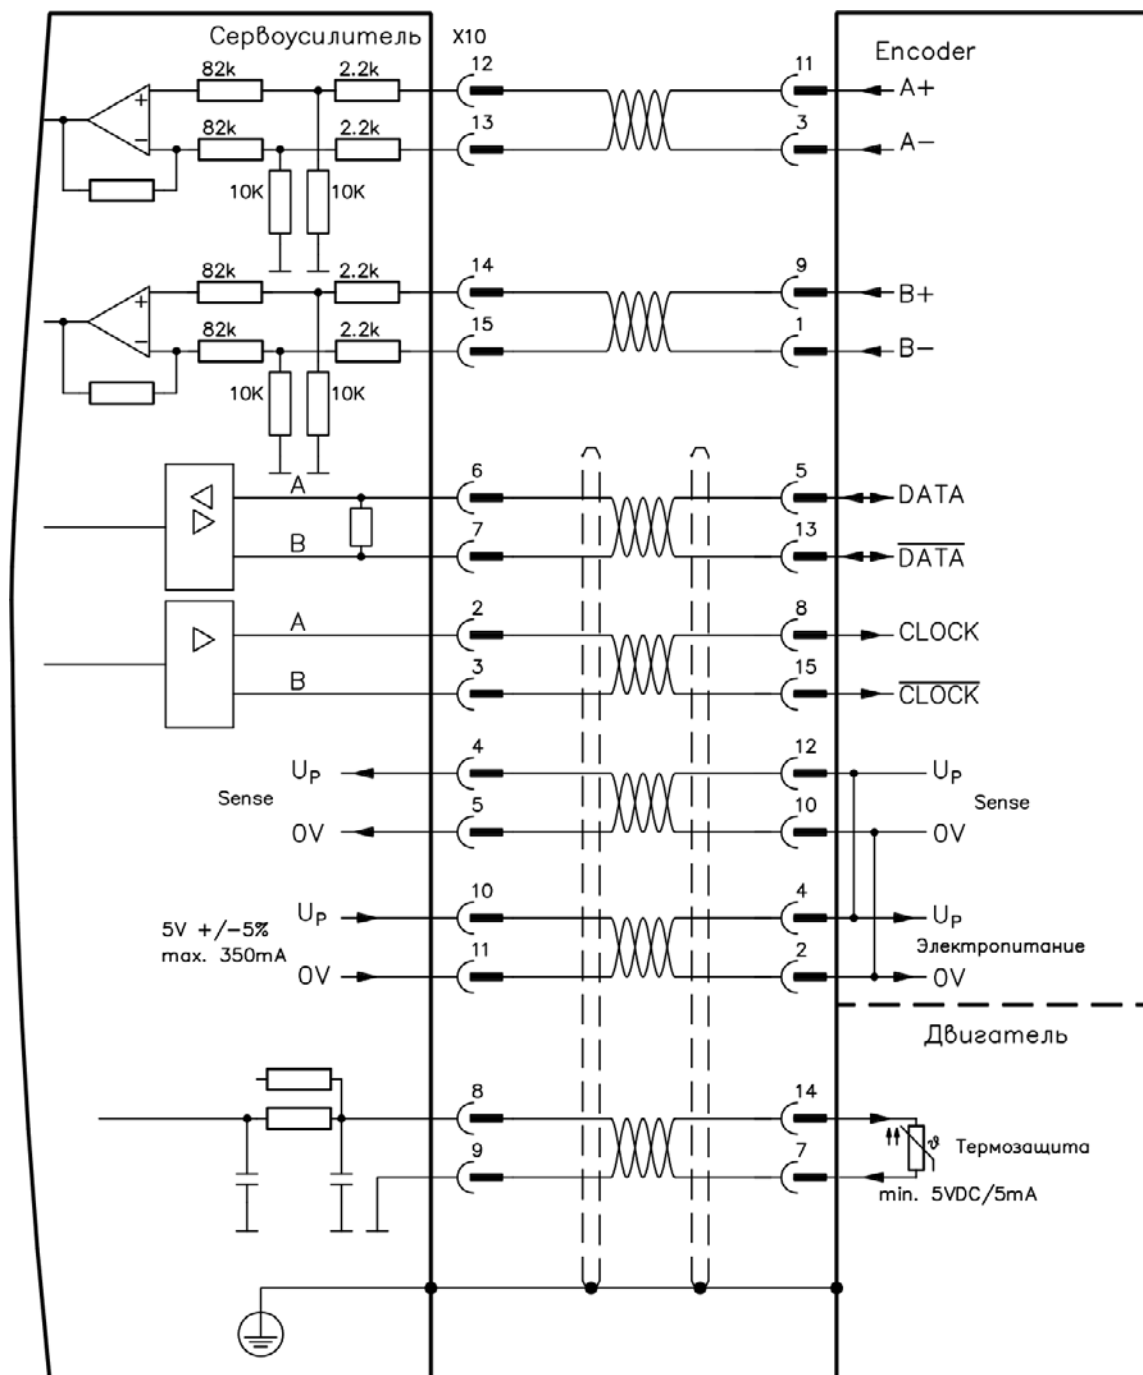 Сервоусилитель X10
Encoder
82k 2.2k 12 11 A+
82k 2.2k 13 3 A-
10K 10K
82k 2.2k 14 9 B+
82k 2.2k 15 1 B-
10K 10K
A 6 5 DATA
B 7 13 DATA
A 2 8 CLOCK
B 3 15 CLOCK
UP 4 12 UP
Sense Sense
0V 5 10 0V
UP 10 4 UP
5V +/-5%
max. 350mA
Электропитание
0V 11 2 0V
Двигатель
8 14
ϑ Термозащита
9 7
min. 5VDC/5mA